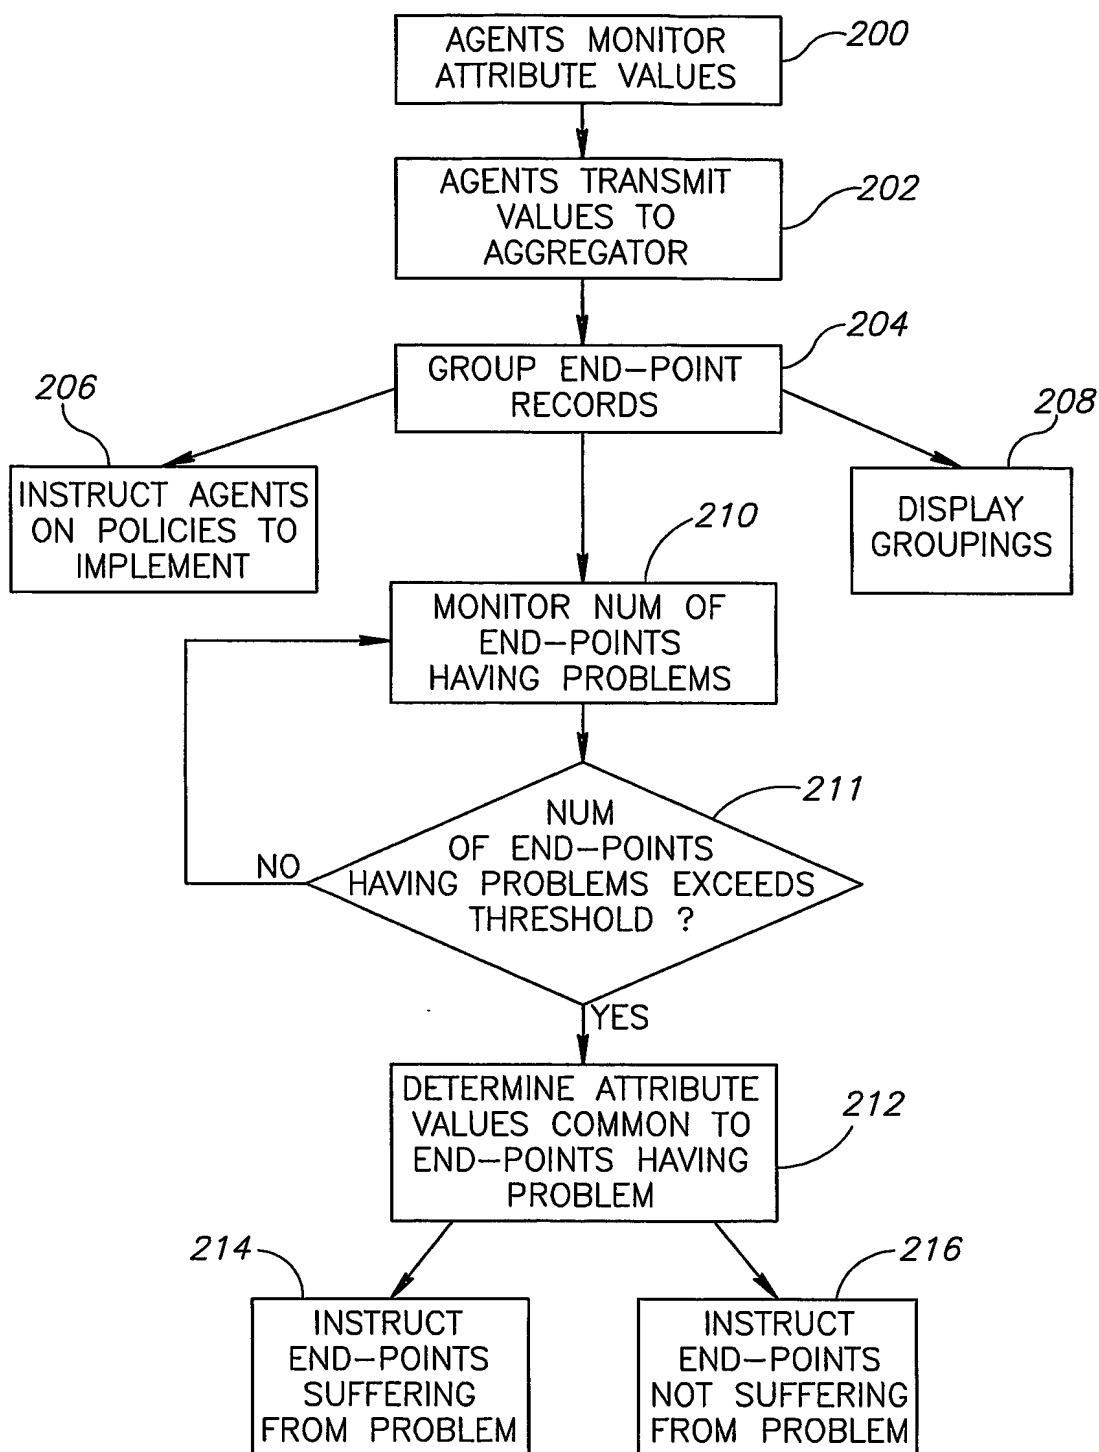 AGENTS MONITOR
ATTRIBUTE VALUES
200
AGENTS TRANSMIT
VALUES TO
AGGREGATOR
202
GROUP END-POINT
RECORDS
204
206
INSTRUCT AGENTS
ON POLICIES TO
IMPLEMENT
208
DISPLAY
GROUPINGS
210
MONITOR NUM OF
END-POINTS
HAVING PROBLEMS
211
NUM
OF END-POINTS
HAVING PROBLEMS EXCEEDS
THRESHOLD ?
NO
YES
DETERMINE ATTRIBUTE
VALUES COMMON TO
END-POINTS HAVING
PROBLEM
212
214
INSTRUCT
END-POINTS
SUFFERING
FROM PROBLEM
216
INSTRUCT
END-POINTS
NOT SUFFERING
FROM PROBLEM